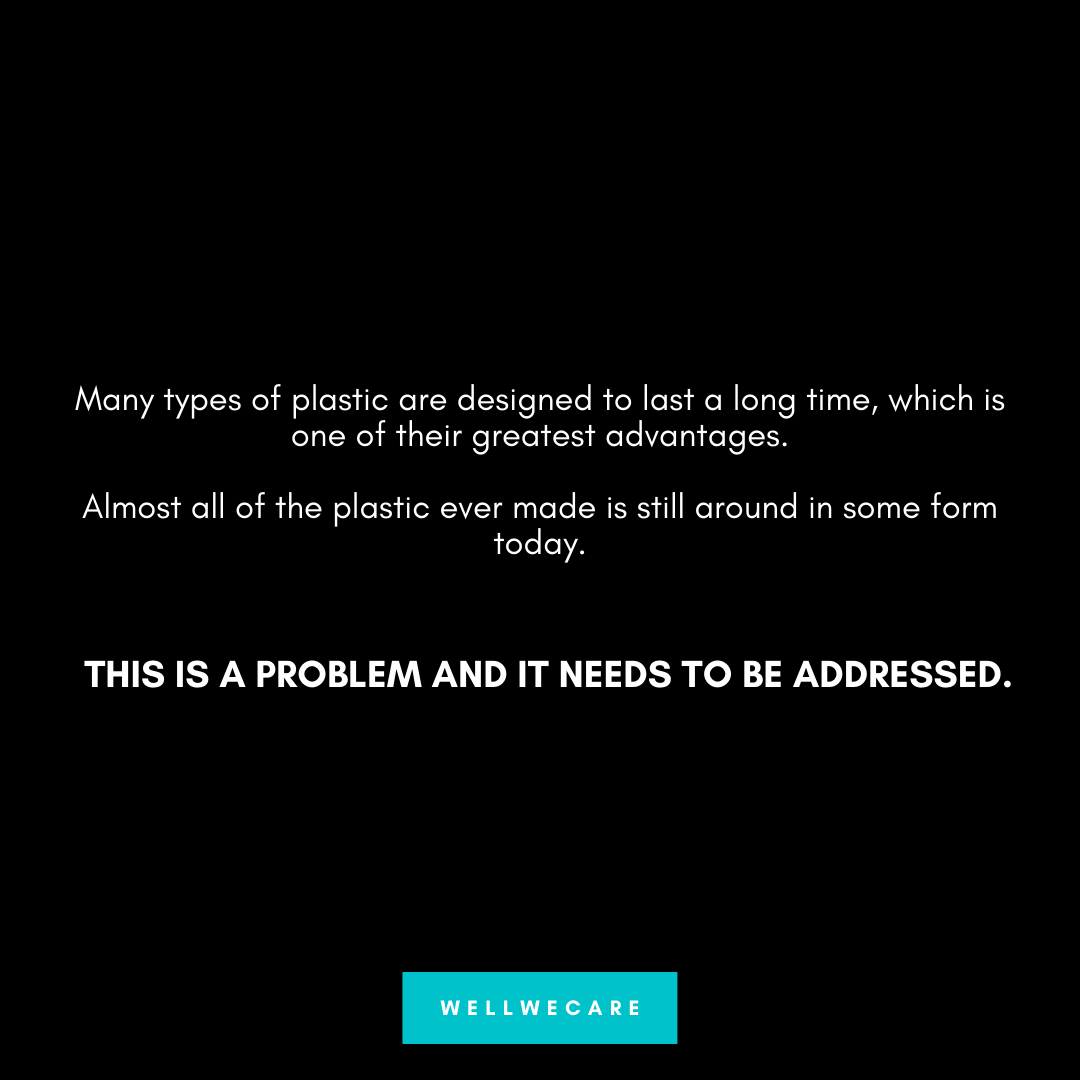 Many types of plastic are designed to last a long time, which is
one of their greatest advantages.
Almost all of the plastic ever made is still around in some form
today.
THIS IS A PROBLEM AND IT NEEDS TO BE ADDRESSED.
WELLWECARE